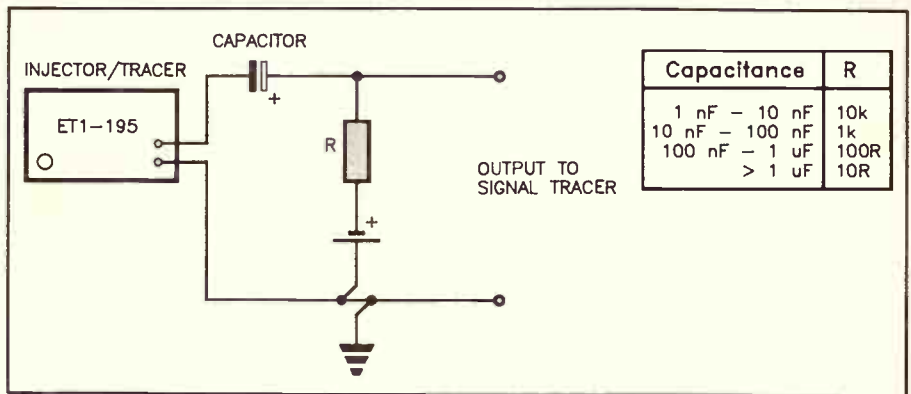 CAPACITOR
INJECTOR/TRACER
ET1-195
+
R
+
OUTPUT TO
SIGNAL TRACER
Capacitance R
1 nF – 10 nF 10k
10 nF – 100 nF 1k
100 nF – 1 uF 100R
> 1 uF 10R